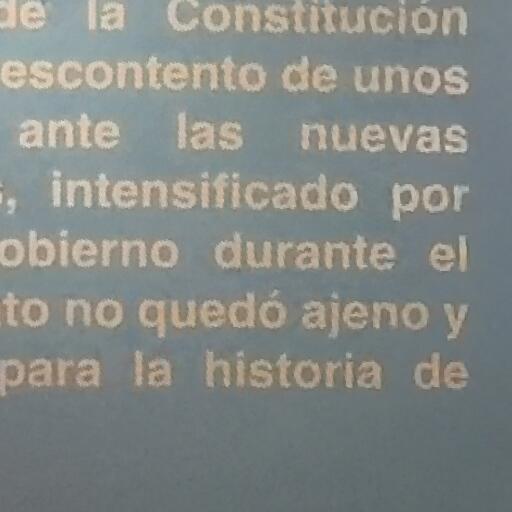 de la Constitución
escontento de unos
ante las nuevas
, intensificado por
obierno durante el
to no quedó ajeno y
para la historia de